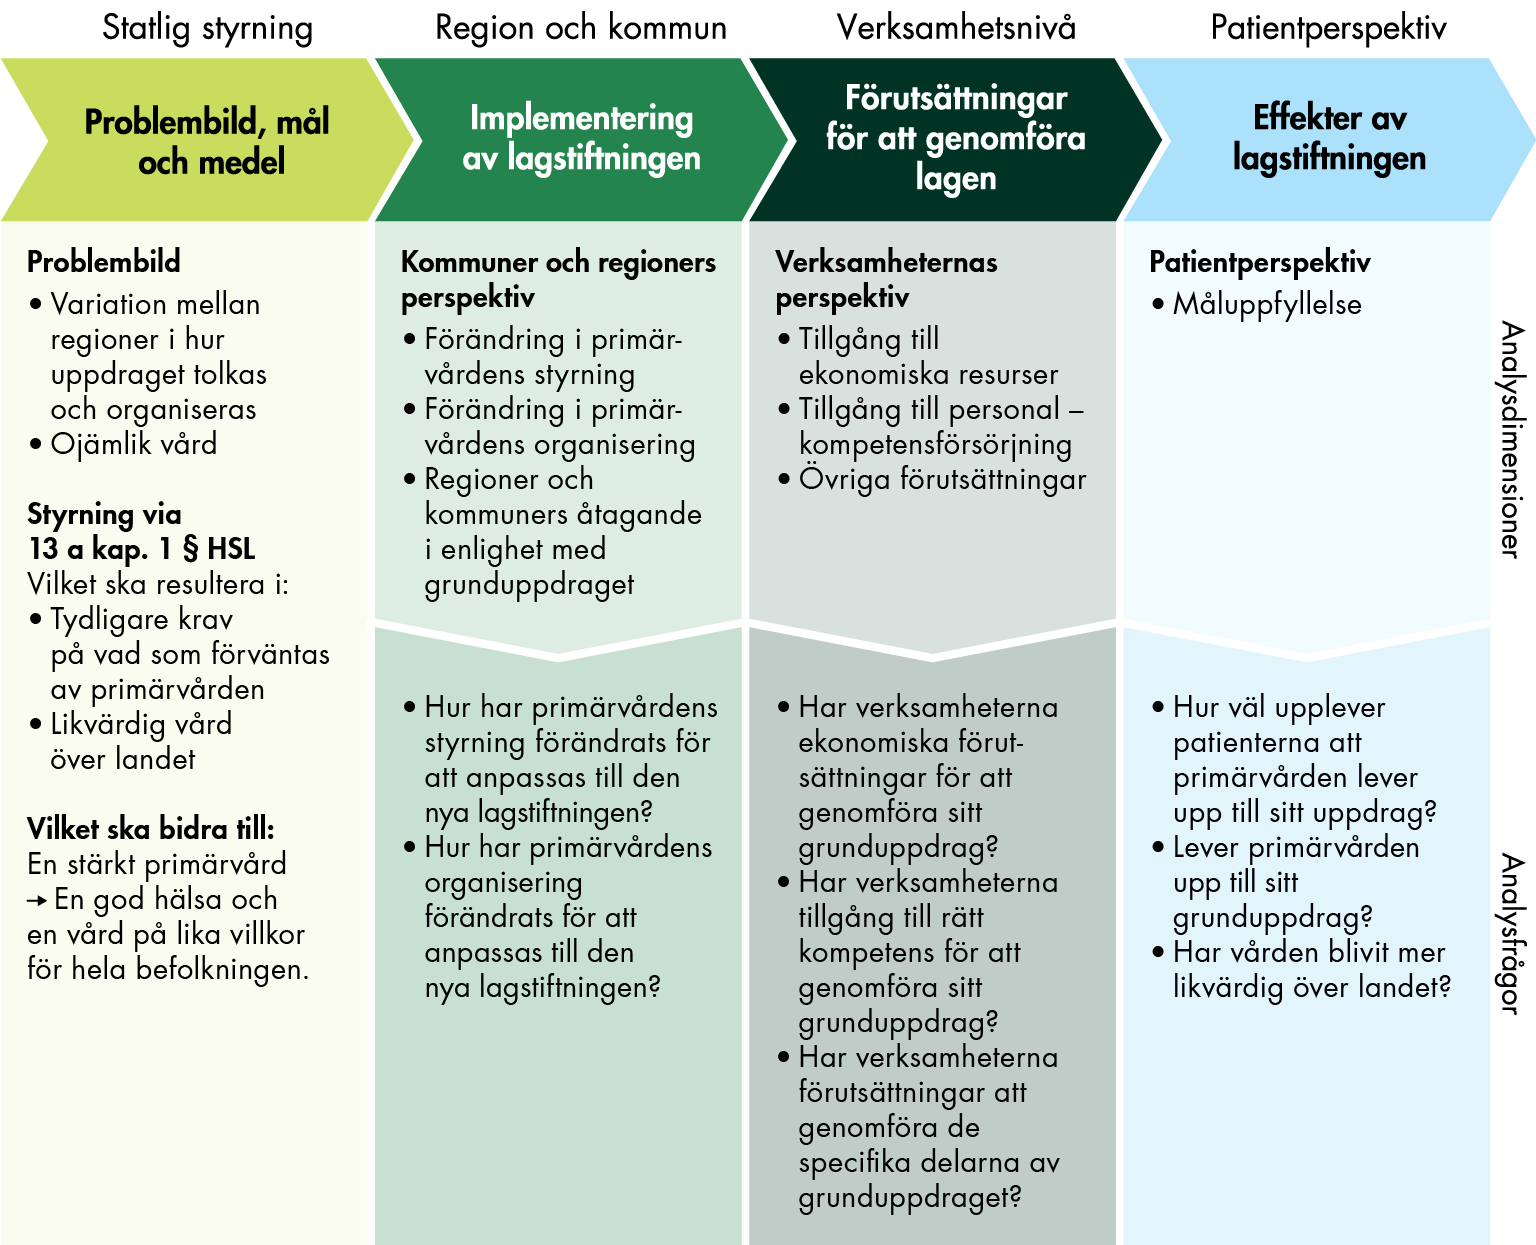 Statlig styrning
Region och kommun
Verksamhetsnivå
Patientperspektiv
Problembild, mål
och medel
Implementering
av lagstiftningen
Förutsättningar
för att genomföra
lagen
Effekter av
lagstiftningen
Problembild
• Variation mellan
regioner i hur
uppdraget tolkas
och organiseras
• Ojämlik vård
Styrning via
13 a kap. 1 § HSL
Vilket ska resultera i:
• Tydligare krav
på vad som förväntas
av primärvården
• Likvärdig vård
över landet
Vilket ska bidra till:
En stärkt primärvård
→ En god hälsa och
en vård på lika villkor
för hela befolkningen.
Kommuner och regioners
perspektiv
• Förändring i primär-
vårdens styrning
• Förändring i primär-
vårdens organisering
• Regioner och
kommuners åtagande
i enlighet med
grunduppdraget
• Hur har primärvårdens
styrning förändrats för
att anpassas till den
nya lagstiftningen?
• Hur har primärvårdens
organisering
förändrats för att
anpassas till den
nya lagstiftningen?
Verksamheternas
perspektiv
• Tillgång till
ekonomiska resurser
• Tillgång till personal –
kompetensförsörjning
• Övriga förutsättningar
• Har verksamheterna
ekonomiska förut-
sättningar för att
genomföra sitt
grunduppdrag?
• Har verksamheterna
tillgång till rätt
kompetens för att
genomföra sitt
grunduppdrag?
• Har verksamheterna
förutsättningar att
genomföra de
specifika delarna av
grunduppdraget?
Patientperspektiv
• Måluppfyllelse
• Hur väl upplever
patienterna att
primärvården lever
upp till sitt uppdrag?
• Lever primärvården
upp till sitt
grunduppdrag?
• Har vården blivit mer
likvärdig över landet?
Analysdimensioner
Analysfrågor